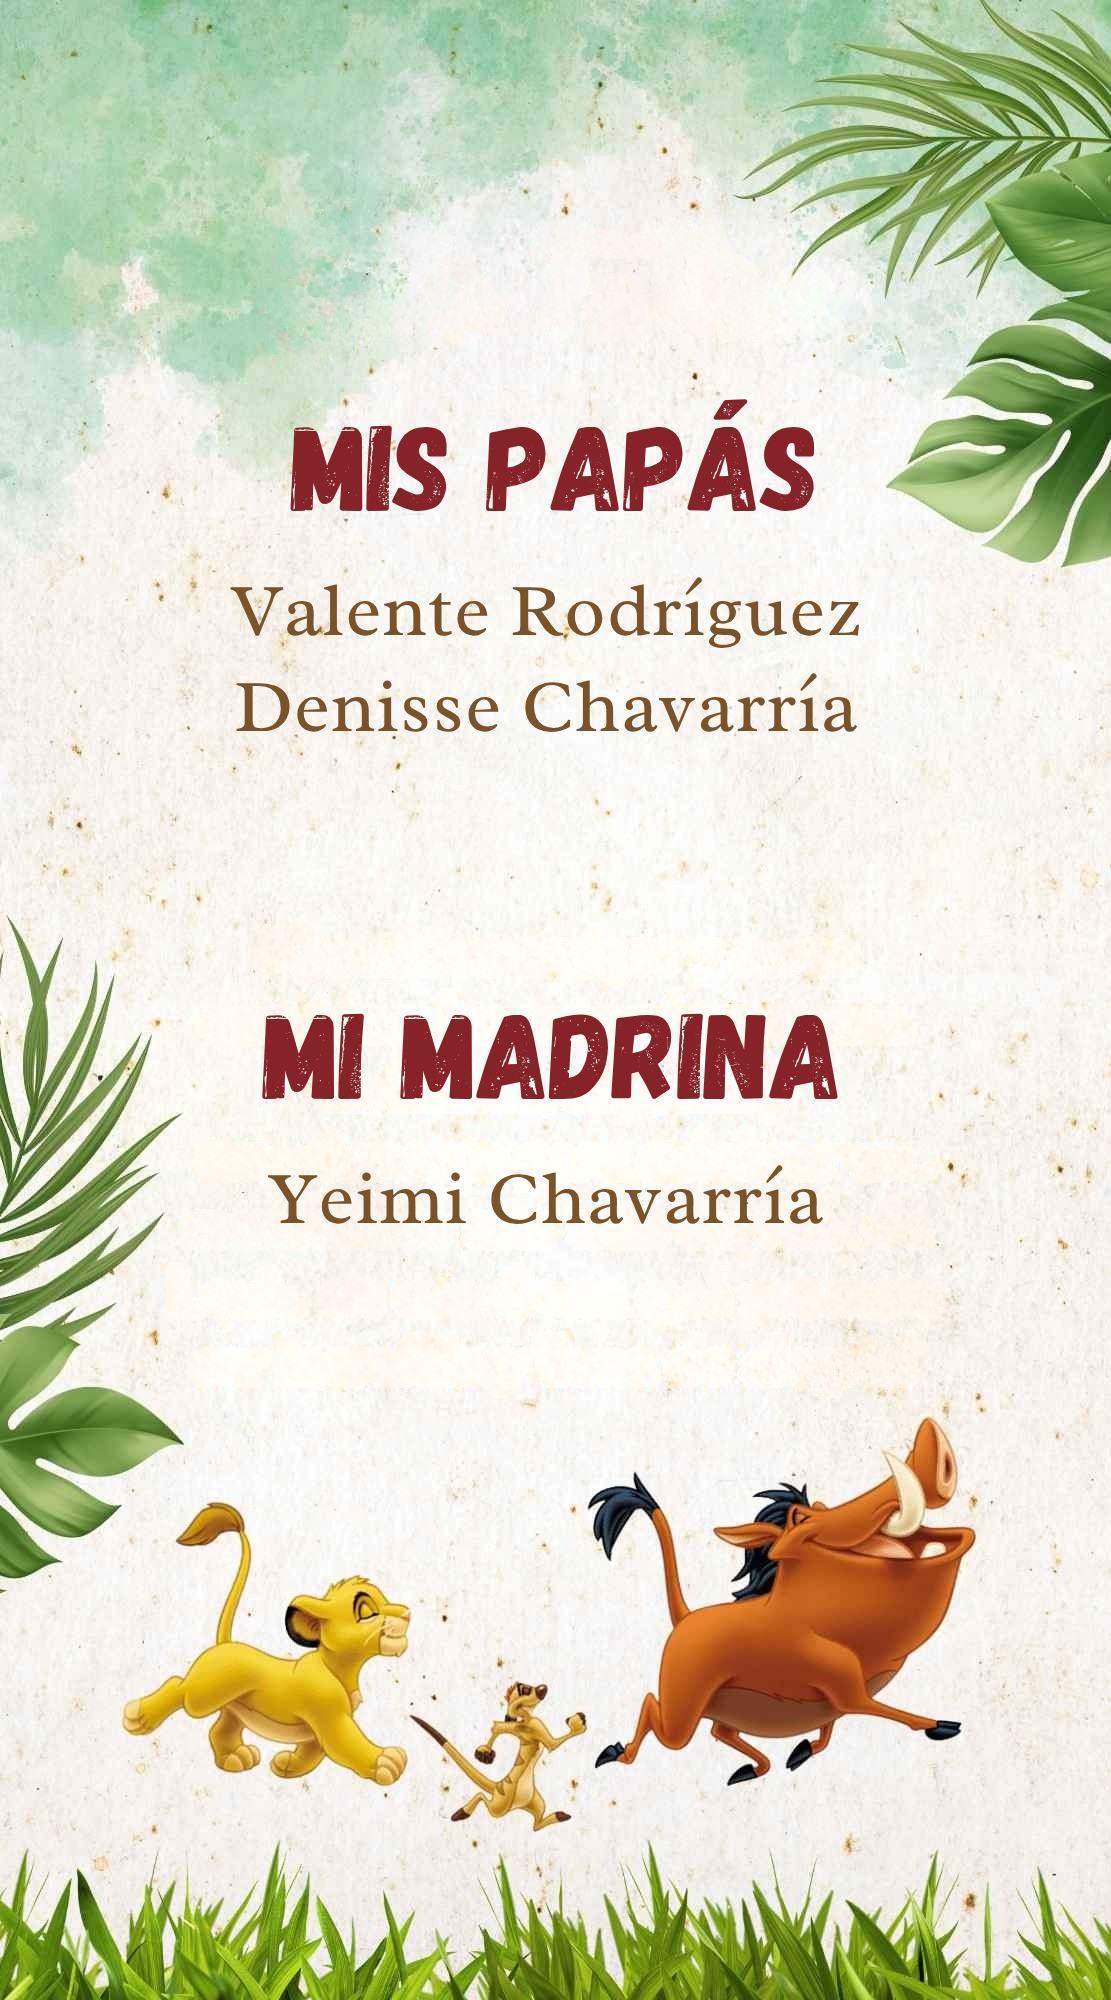 MIS PAPÁS
Valente Rodríguez
Denisse Chavarría
MI MADRINA
Yeimi Chavarría